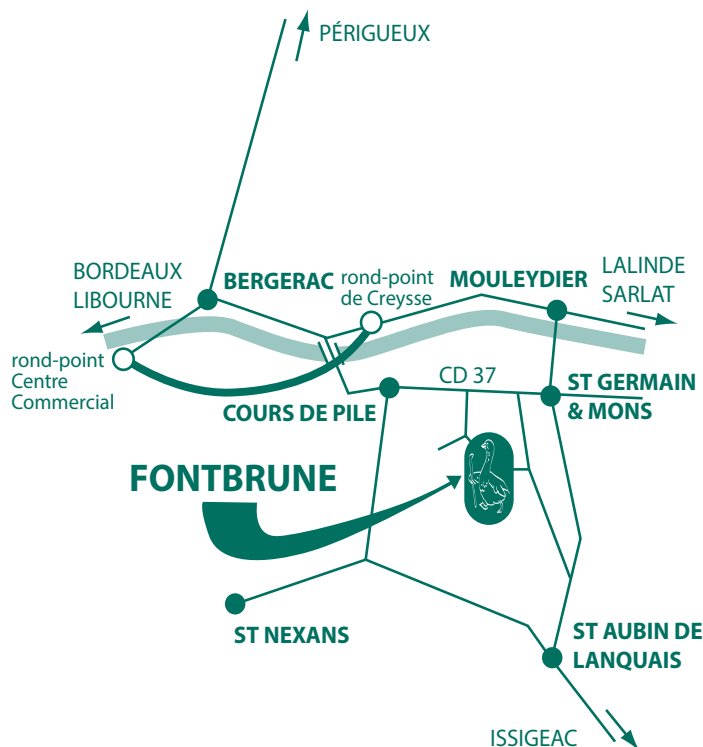 PÉRIGUEUX
BORDEAUX
LIBOURNE
BERGERAC
rond-point
de Creysse
MOULEYDIER
LALINDE
SARLAT
rond-point
Centre
Commercial
COURS DE PILE
CD 37
ST GERMAIN
& MONS
FONTBRUNE
ST NEXANS
ST AUBIN DE
LANQUAIS
ISSIGEAC